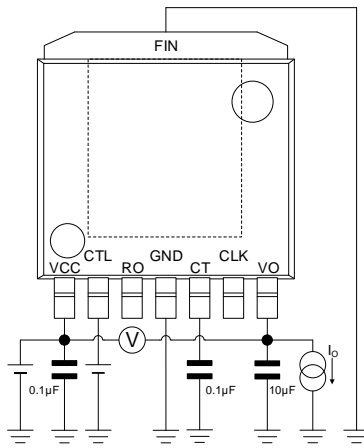 FIN
CTL GND CLK
VCC RO CT VO
V
Io
0.1µF 0.1µF 10µF